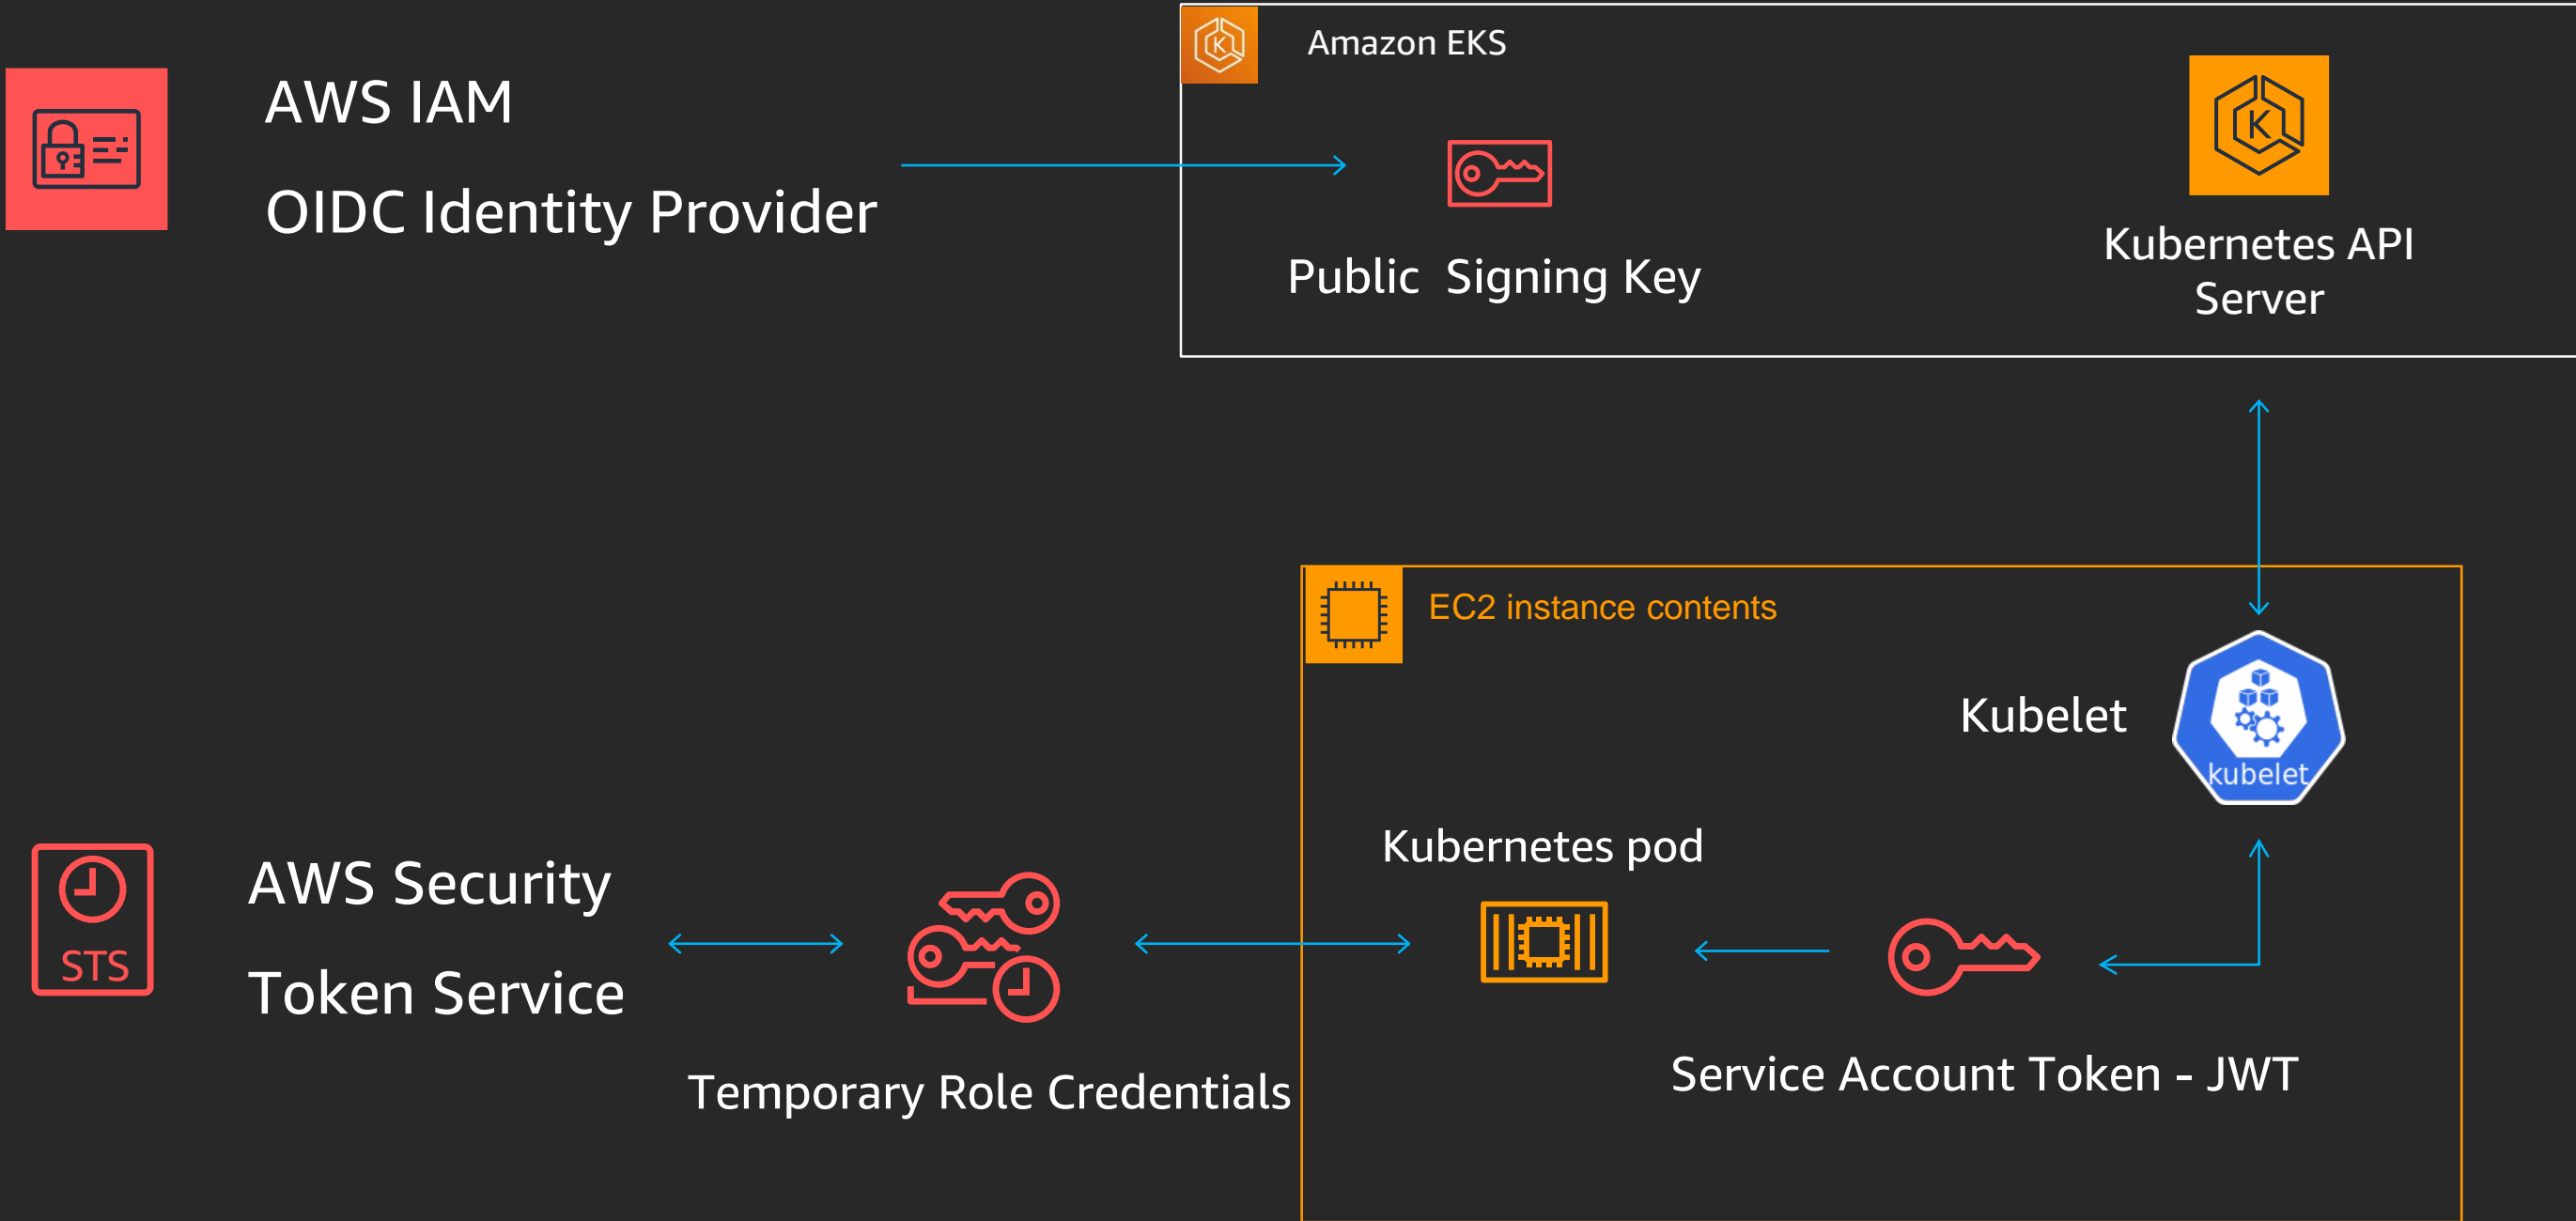 AWS IAM
OIDC Identity Provider
Amazon EKS
K
Public Signing Key
K
Kubernetes API
Server
EC2 instance contents
Kubelet
kubelet
Kubernetes pod
STS
AWS Security
Token Service
Temporary Role Credentials
Service Account Token - JWT